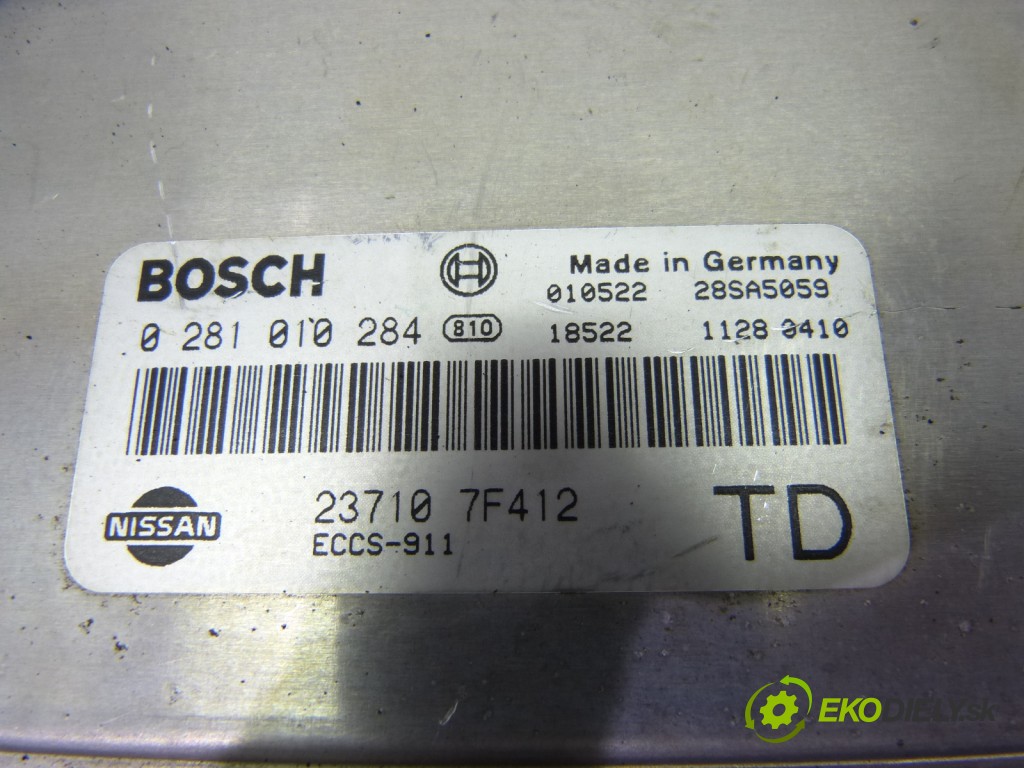 BOSCH Made in Germany
010522 28SA5059
0 281 010 284 810 18522 1128 0410
NISSAN 23710 7F412 TD
ECCS-911
EKODIELY.sk